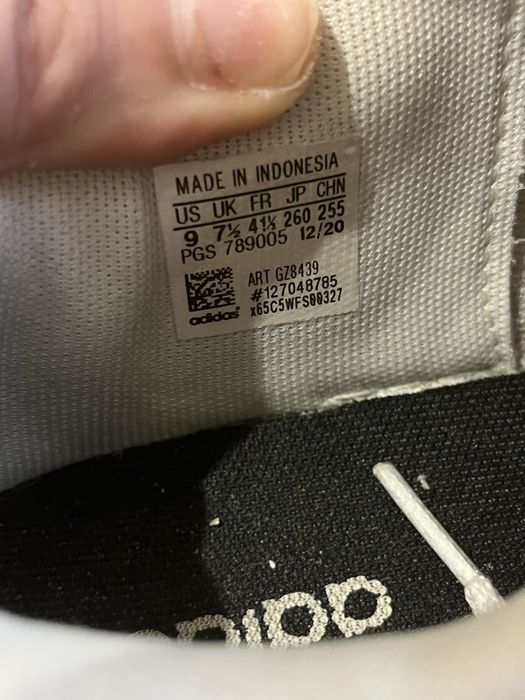 MADE IN INDONESIA
US UK FR JP CHN
9 7½ 41⅓ 260 255
PGS 789005 12/20
ART GZ8439
#127048785
x65C5WFS00327
adidas